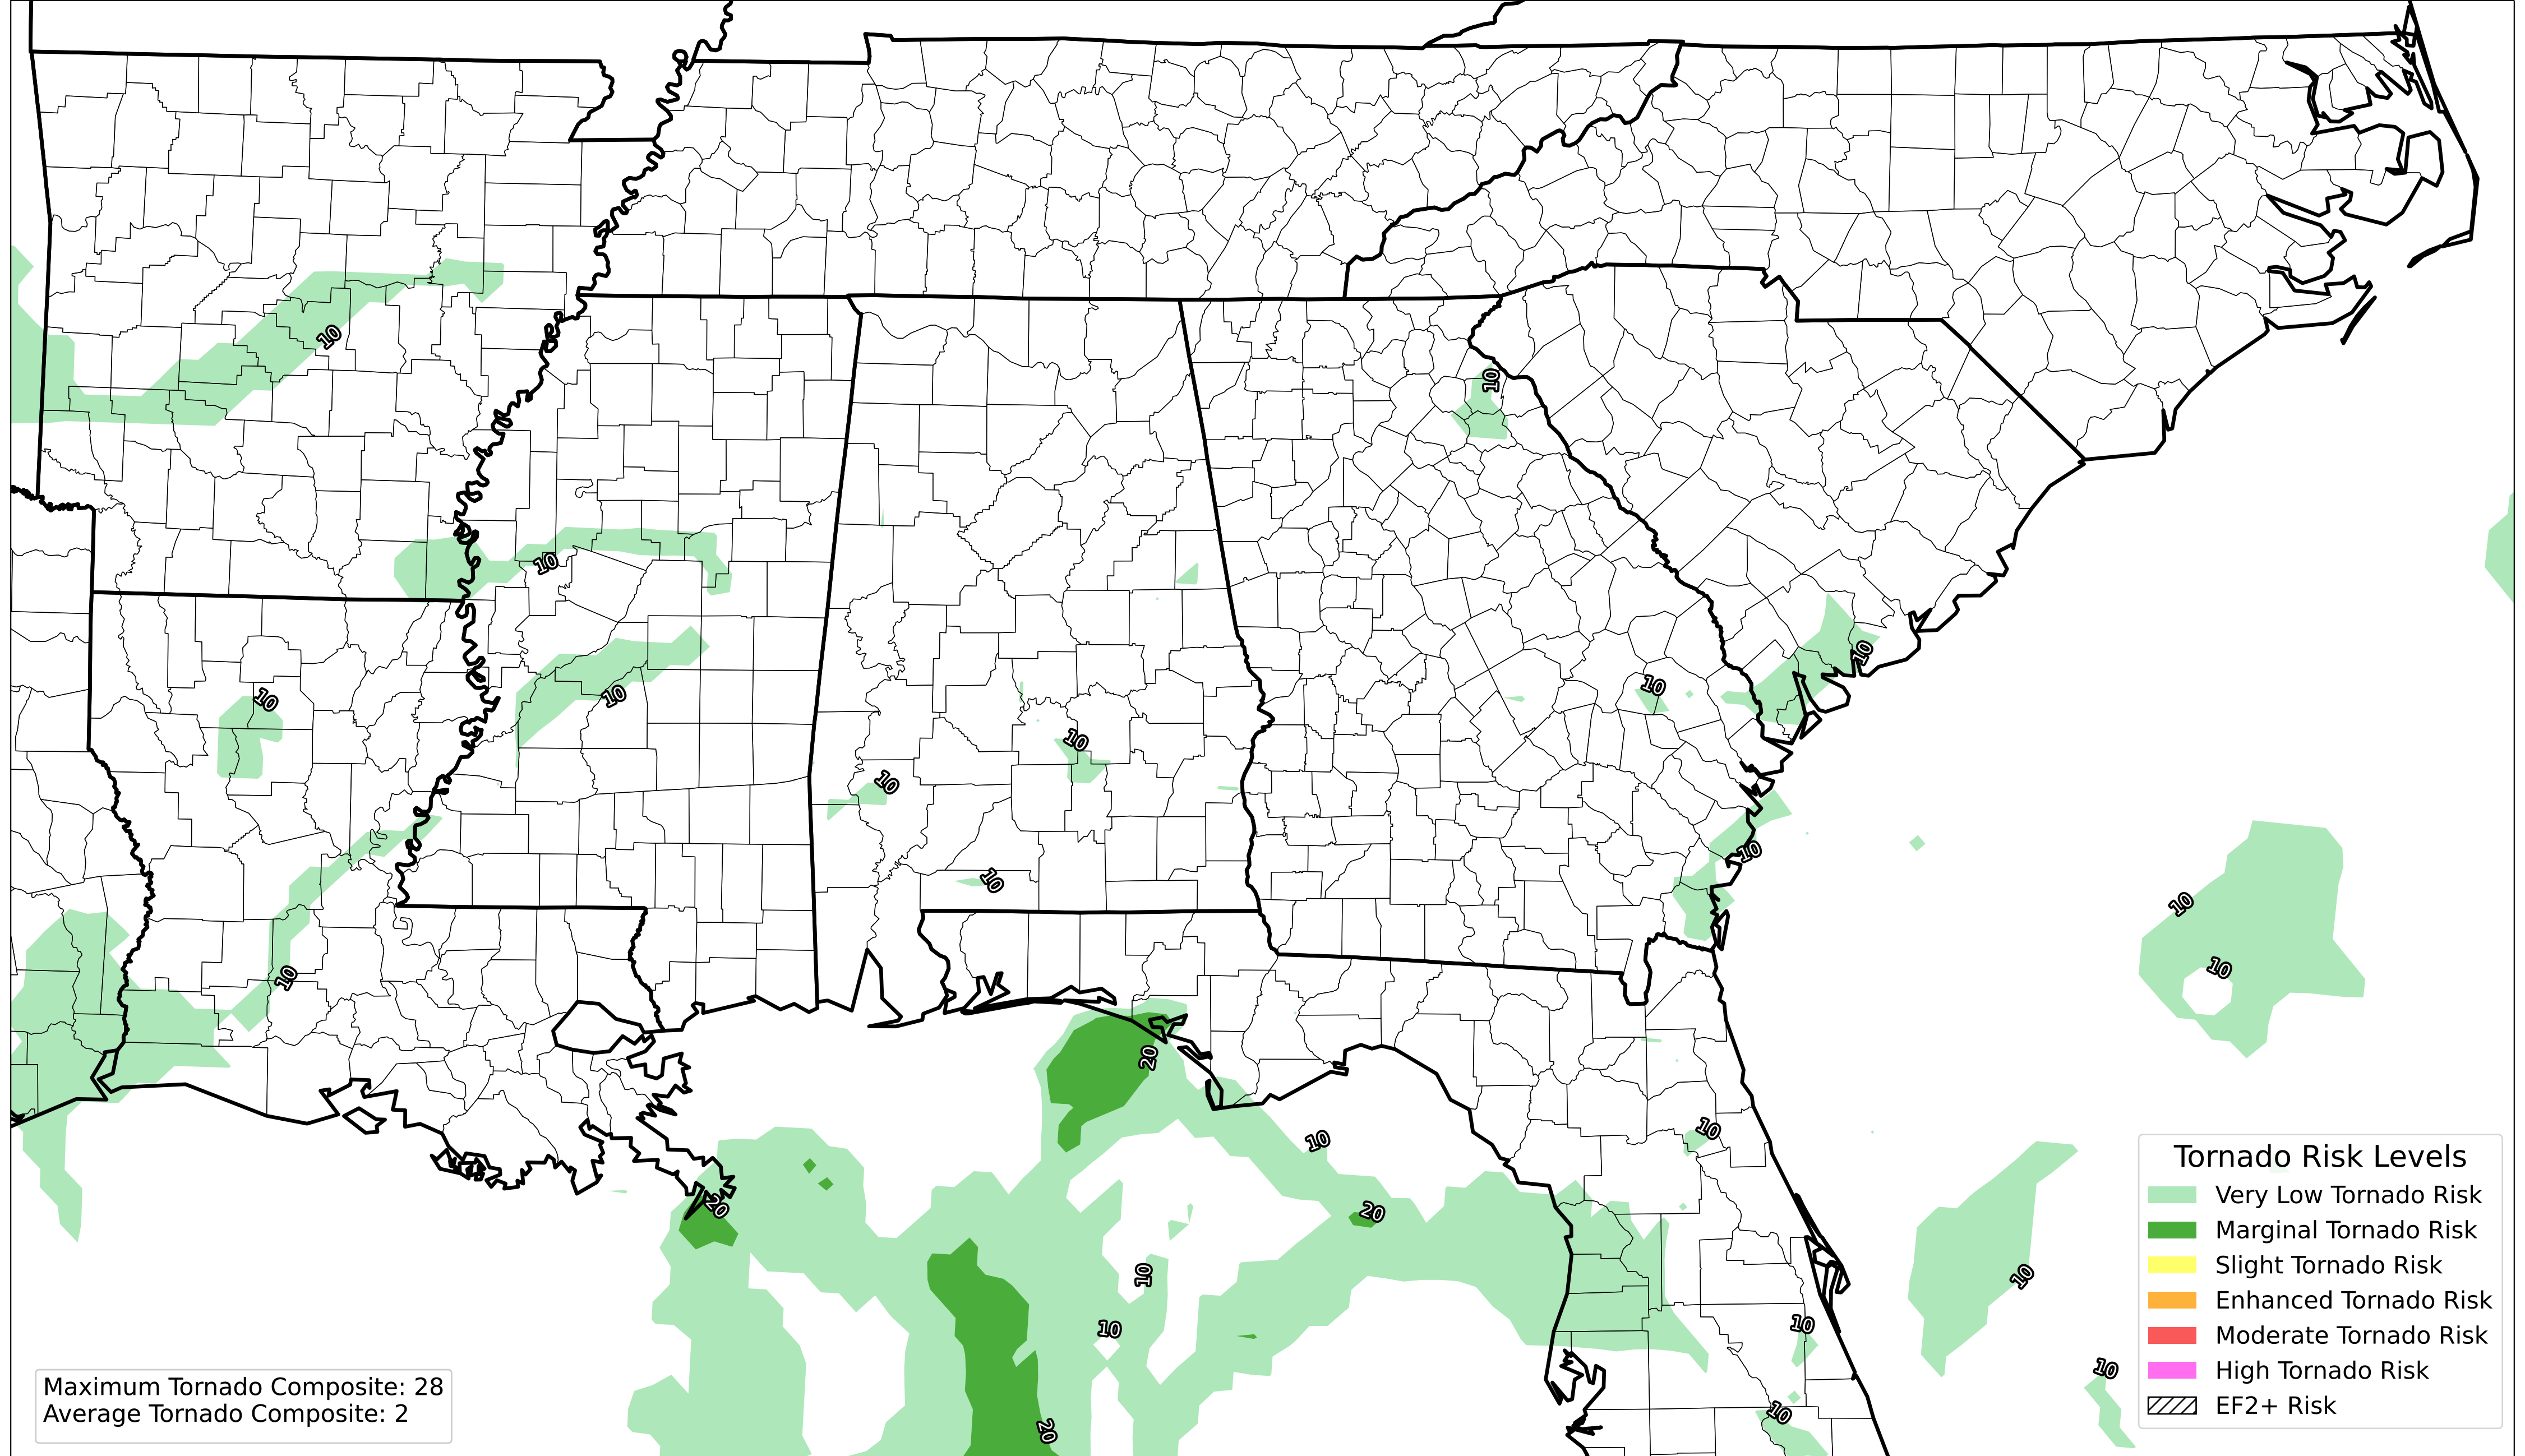 10
10
10
10
10
10
10
10
10
10
10
10
10
10
20
10
10
20
20
10
10
10
10
10
10
20
Tornado Risk Levels
Very Low Tornado Risk
Marginal Tornado Risk
Slight Tornado Risk
Enhanced Tornado Risk
Moderate Tornado Risk
High Tornado Risk
EF2+ Risk
Maximum Tornado Composite: 28
Average Tornado Composite: 2